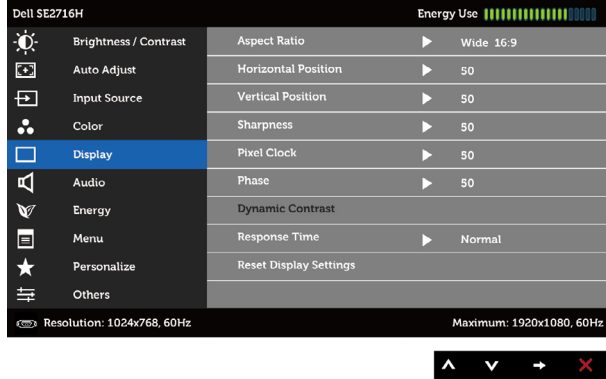 Dell SE2716H Energy Use
Brightness / Contrast Aspect Ratio Wide 16:9
Auto Adjust Horizontal Position 50
Input Source Vertical Position 50
Color Sharpness 50
Display Pixel Clock 50
Audio Phase 50
Energy Dynamic Contrast
Menu Response Time Normal
Personalize Reset Display Settings
Others
Resolution: 1024x768, 60Hz Maximum: 1920x1080, 60Hz